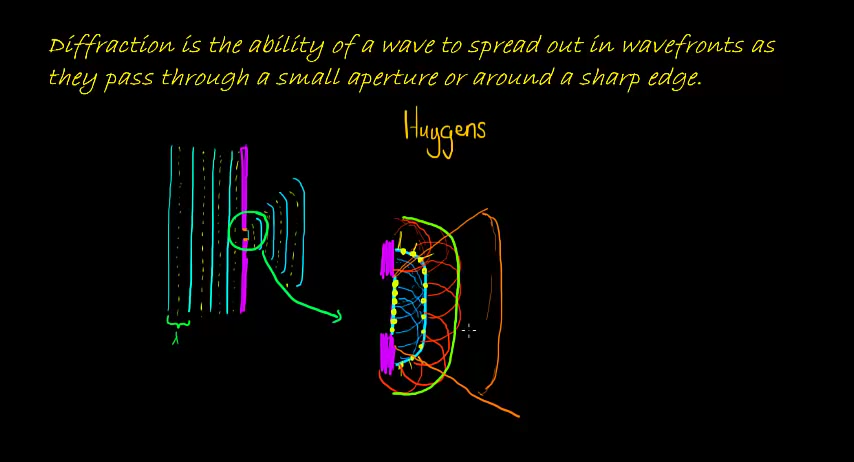 Diffraction is the ability of a wave to spread out in wavefronts as
they pass through a small aperture or around a sharp edge.
Huygens
λ